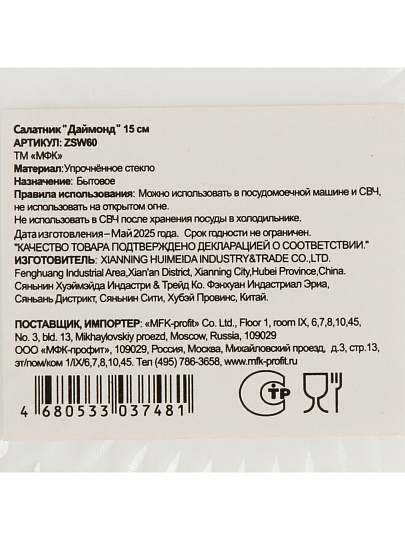 Салатник "Даймонд" 15 см
АРТИКУЛ: ZSW60
ТМ «МФК»
Материал:Упрочнённое стекло
Назначение: Бытовое
Правила использования: Можно использовать в посудомоечной машине и СВЧ,
не использовать на открытом огне.
Не использовать в СВЧ после хранения посуды в холодильнике.
Дата изготовления – Май 2025 года. Срок годности не ограничен.
"КАЧЕСТВО ТОВАРА ПОДТВЕРЖДЕНО ДЕКЛАРАЦИЕЙ О СООТВЕТСТВИИ."
ИЗГОТОВИТЕЛЬ: XIANNING HUIMEIDA INDUSTRY&TRADE CO.,LTD.
Fenghuang Industrial Area,Xian'an District, Xianning City,Hubei Province,China.
Сяньнин Хуэймэйда Индастри & Трейд Ко. Фэнхуан Индастриал Эриа,
Сяньань Дистрикт, Сяньнин Сити, Хубэй Провинс, Китай.
ПОСТАВЩИК, ИМПОРТЕР: «MFK-profit» Co. Ltd., Floor 1, room IX, 6,7,8,10,45,
No. 3, bld. 13, Mikhaylovskiy proezd, Moscow, Russia, 109029
ООО «МФК-профит», 109029, Россия, Москва, Михайловский проезд, д.3, стр.13,
эт/пом/ком 1/IX/6,7,8,10,45. Тел (495) 786-3658, www.mfk-profit.ru
4 680533 037481
СТР